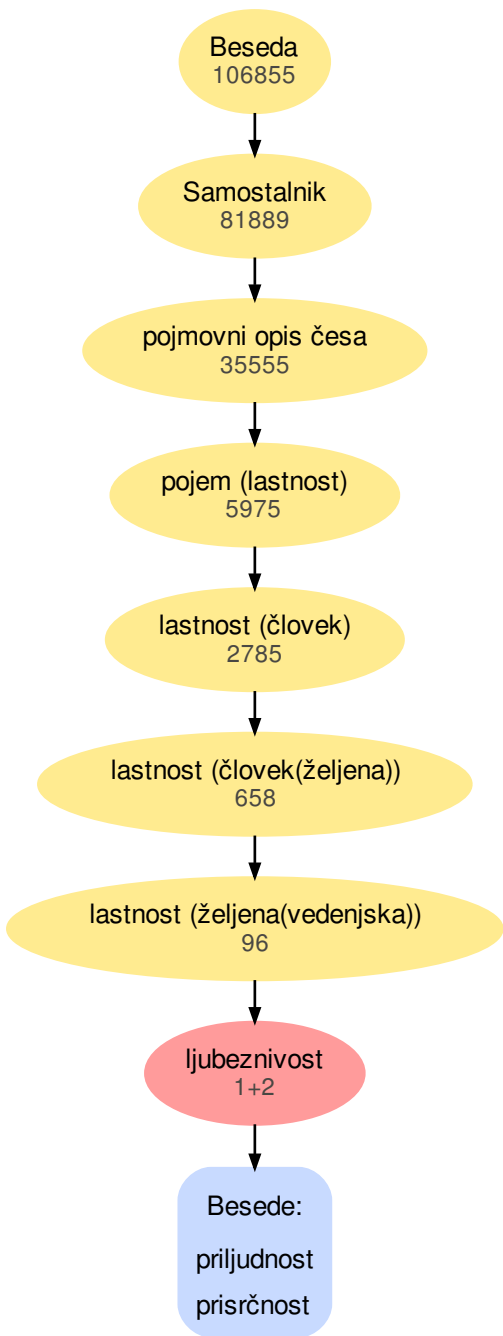 Beseda
106855
Samostalnik
81889
pojmovni opis česa
35555
pojem (lastnost)
5975
lastnost (človek)
2785
lastnost (človek(željena))
658
lastnost (željena(vedenjska))
96
ljubeznivost
1+2
Besede:
priljudnost
prisrčnost